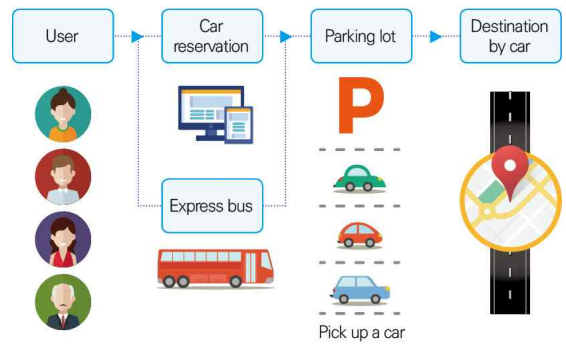 User
Car
reservation
Parking lot
Destination
by car
P
Express bus
Pick up a car